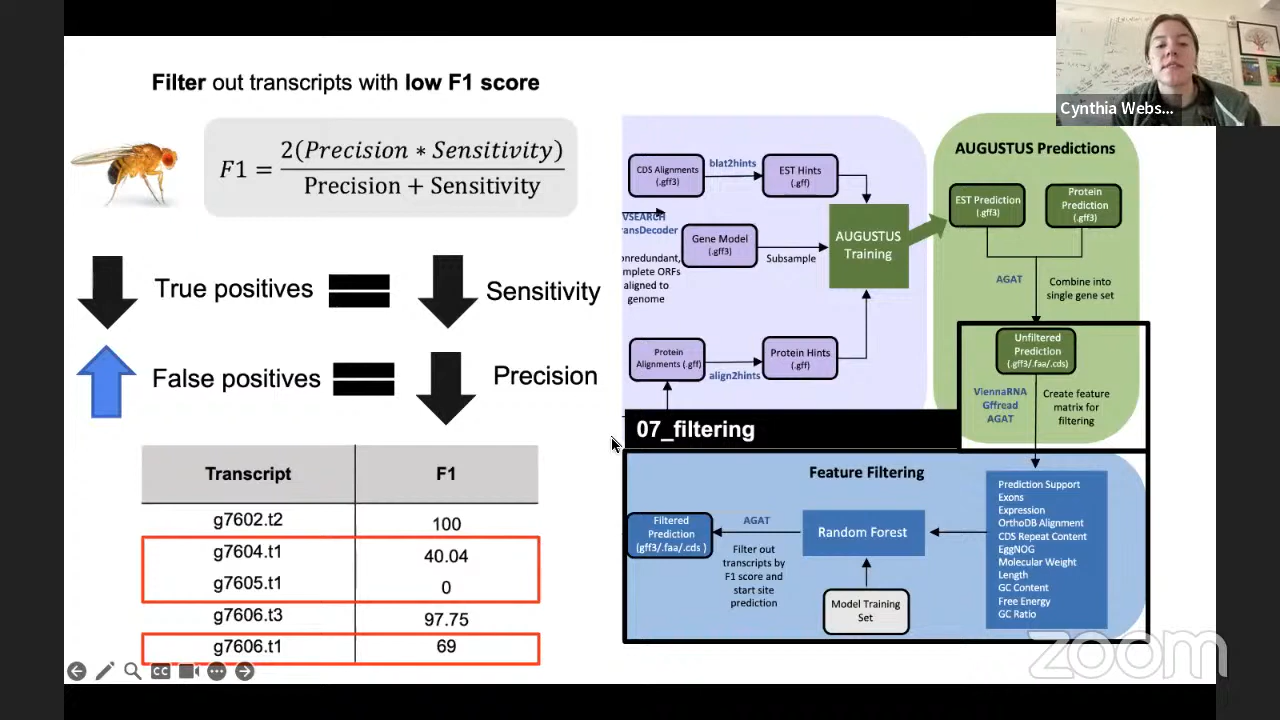 Filter out transcripts with low F1 score
F1 = 2(Precision * Sensitivity)
Precision + Sensitivity
True positives
Sensitivity
False positives
Precision
Transcript F1
g7602.t2 100
g7604.t1 40.04
g7605.t1 0
g7606.t3 97.75
g7606.t1 69
CDS Alignments
(.gff3)
blat2hints
EST Hints
(.gff)
VSEARCH
ransDecoder
onredundant,
mplete ORFs
aligned to
genome
Gene Model
(.gff3)
Subsample
AUGUSTUS
Training
Protein
Alignments (.gff)
align2hints
Protein Hints
(.gff)
AUGUSTUS Predictions
EST Prediction
(.gff3)
Protein
Prediction
(.gff3)
AGAT
Combine into
single gene set
Unfiltered
Prediction
(.gff3/.faa/.cds)
ViennaRNA
Gffread
AGAT
Create feature
matrix for
filtering
07_filtering
Feature Filtering
Filtered
Prediction
(gff3/.faa/.cds )
AGAT
Filter out
transcripts by
F1 score and
start site
prediction
Random Forest
Model Training
Set
Prediction Support
Exons
Expression
OrthoDB Alignment
CDS Repeat Content
EggNOG
Molecular Weight
Length
GC Content
Free Energy
GC Ratio
Cynthia Webs...
CC
zoom